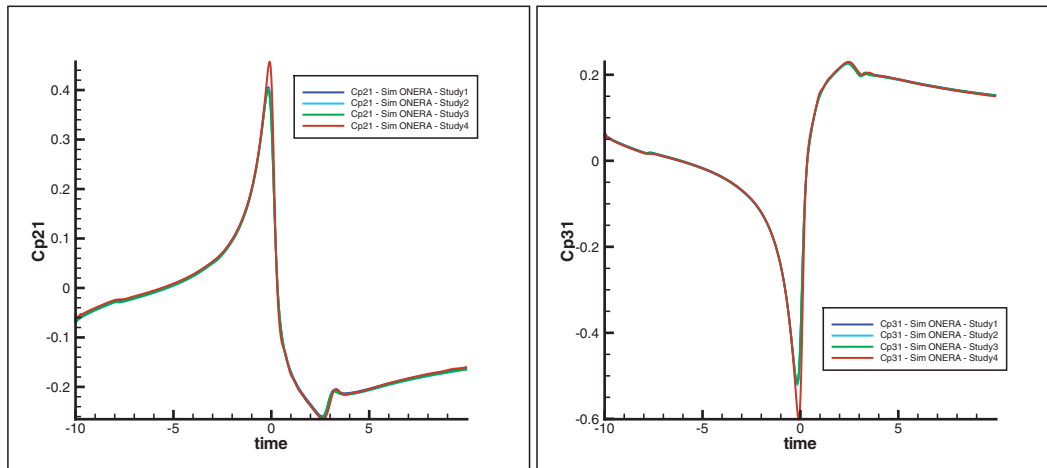 Cp21
0.4
0.3
0.2
0.1
0
-0.1
-0.2
-10
-5
0
5
time
Cp21 - Sim ONERA - Study1
Cp21 - Sim ONERA - Study2
Cp21 - Sim ONERA - Study3
Cp21 - Sim ONERA - Study4
Cp31
0.2
0
-0.2
-0.4
-0.6
-10
-5
0
5
time
Cp31 - Sim ONERA - Study1
Cp31 - Sim ONERA - Study2
Cp31 - Sim ONERA - Study3
Cp31 - Sim ONERA - Study4